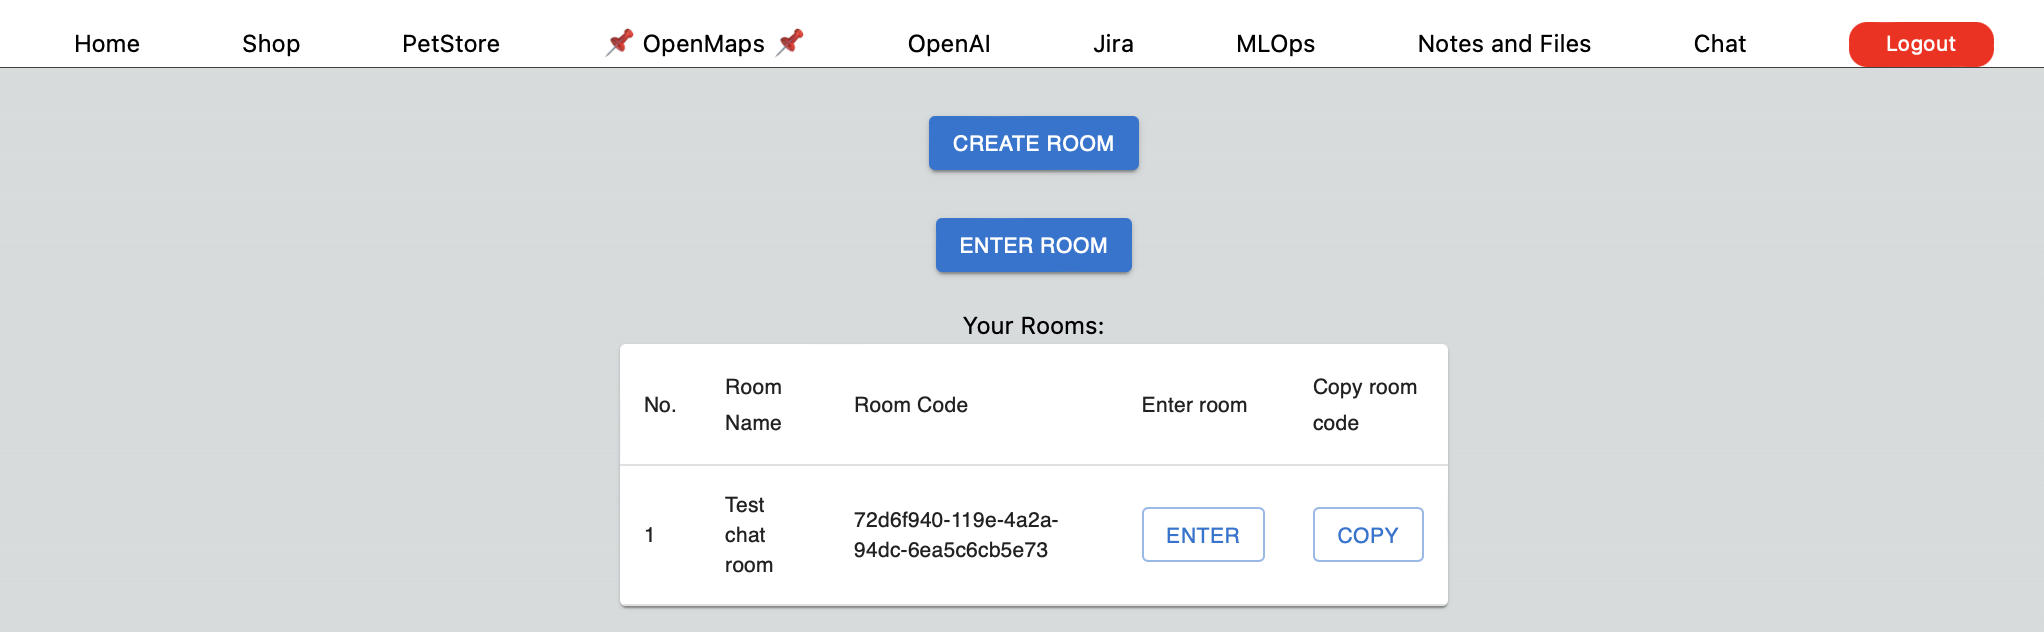 Home Shop PetStore 📌 OpenMaps 📌 OpenAI Jira MLOps Notes and Files Chat Logout
CREATE ROOM
ENTER ROOM
Your Rooms:
No. Room Name Room Code Enter room Copy room code
1 Test chat room 72d6f940-119e-4a2a-94dc-6ea5c6cb5e73 ENTER COPY